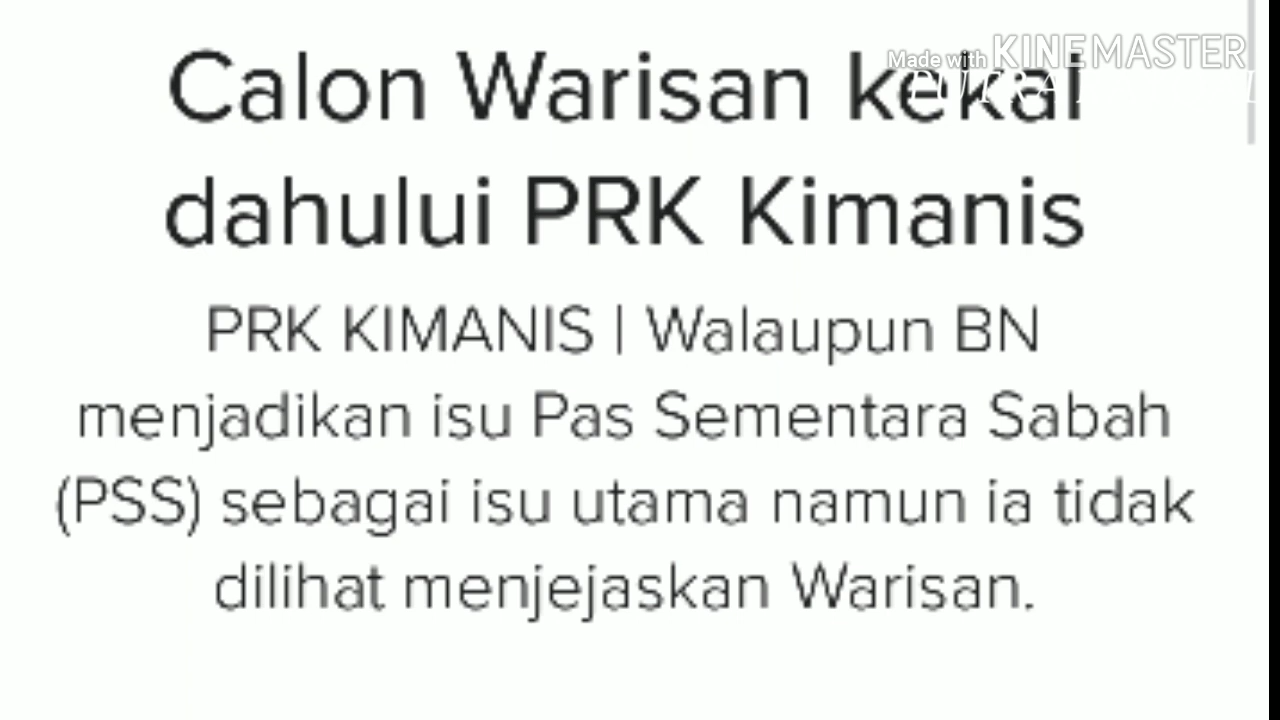 Made with KINEMASTER
Calon Warisan kekal
dahului PRK Kimanis
PRK KIMANIS | Walaupun BN
menjadikan isu Pas Sementara Sabah
(PSS) sebagai isu utama namun ia tidak
dilihat menjejaskan Warisan.